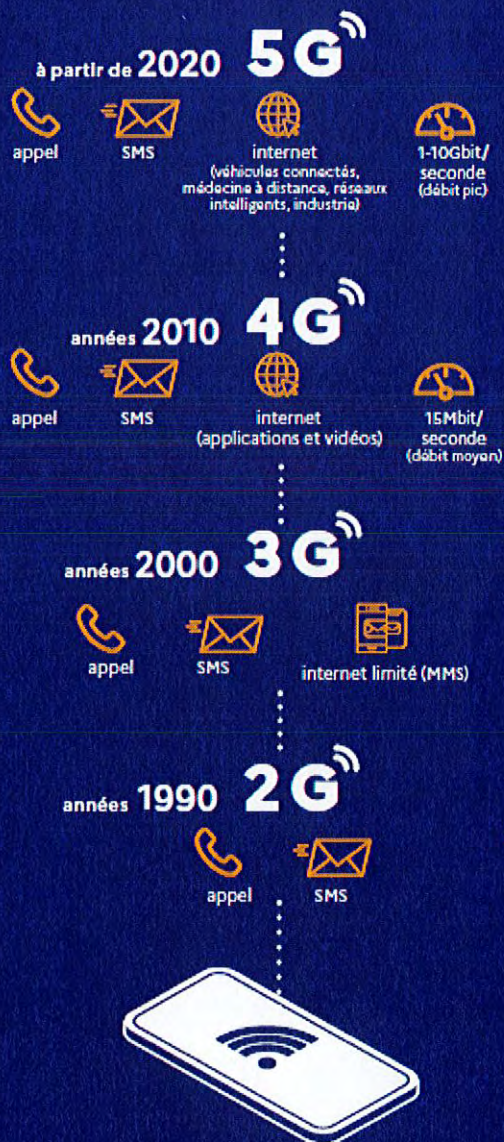 à partir de 2020 5G
appel
SMS
internet
(véhicules connectés,
médecine à distance, réseaux
intelligents, industrie)
1-10Gbit/
seconde
(débit pic)
années 2010 4G
appel
SMS
internet
(applications et vidéos)
15Mbit/
seconde
(débit moyen)
années 2000 3G
appel
SMS
internet limité (MMS)
années 1990 2G
appel
SMS